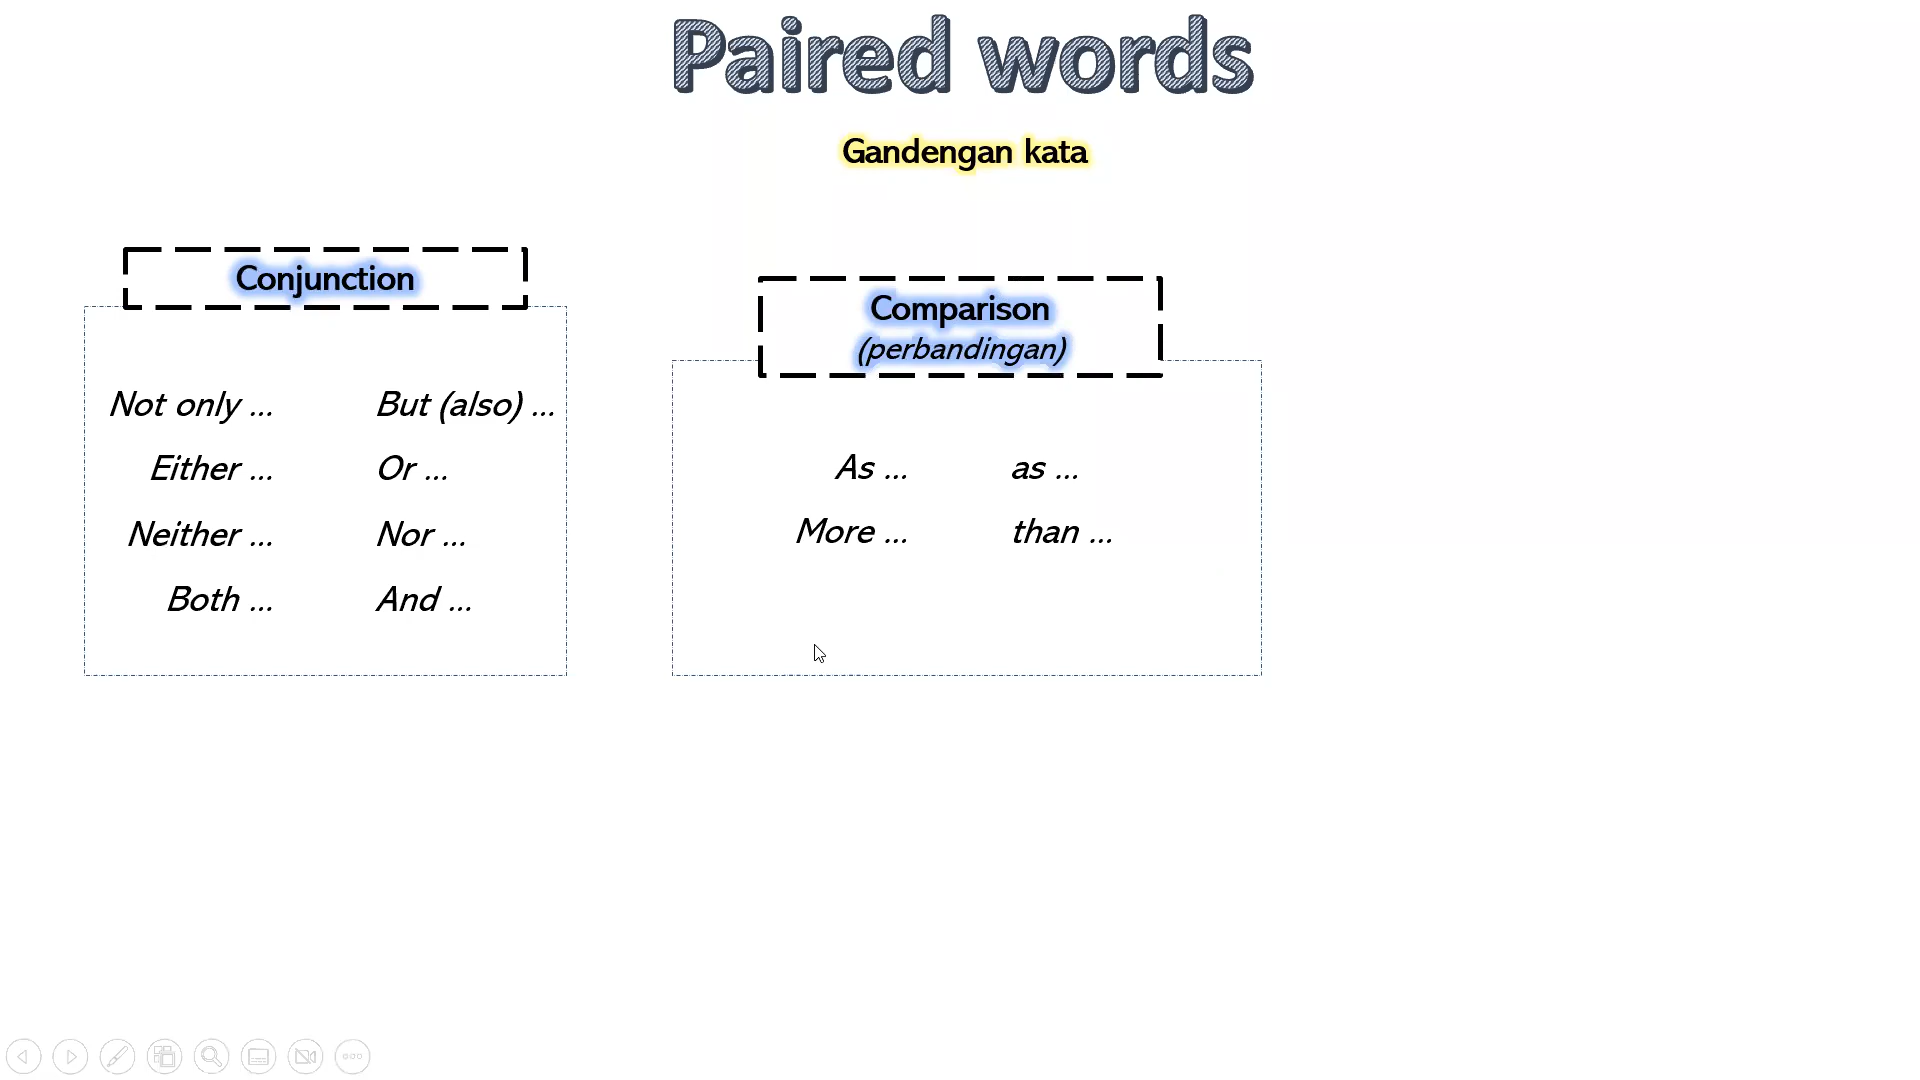 Paired words
Gandengan kata
Conjunction
Not only ... But (also) ...
Either ... Or ...
Neither ... Nor ...
Both ... And ...
Comparison
(perbandingan)
As ... as ...
More ... than ...